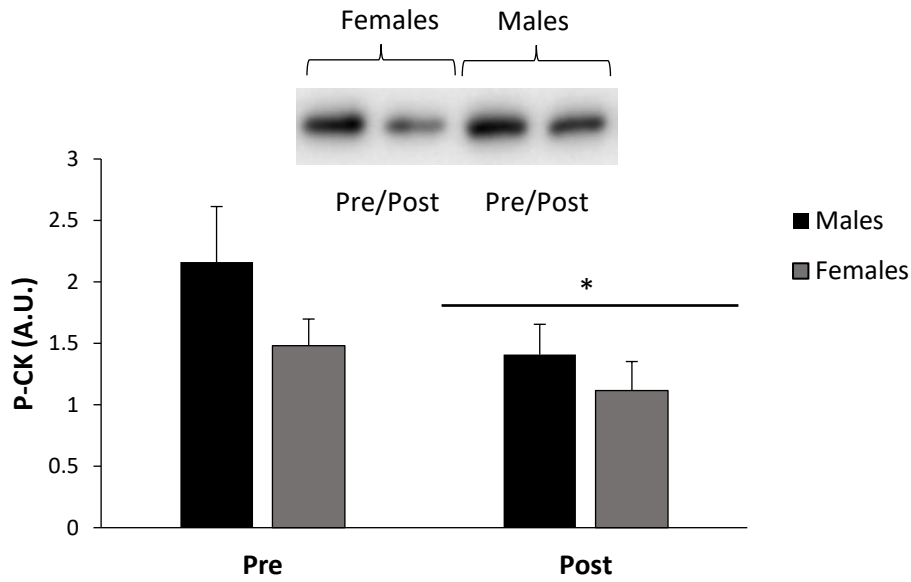 Females Males
Pre/Post Pre/Post
3
2.5
2
1.5
1
0.5
0
P-CK (A.U.)
*
Males
Females
Pre Post